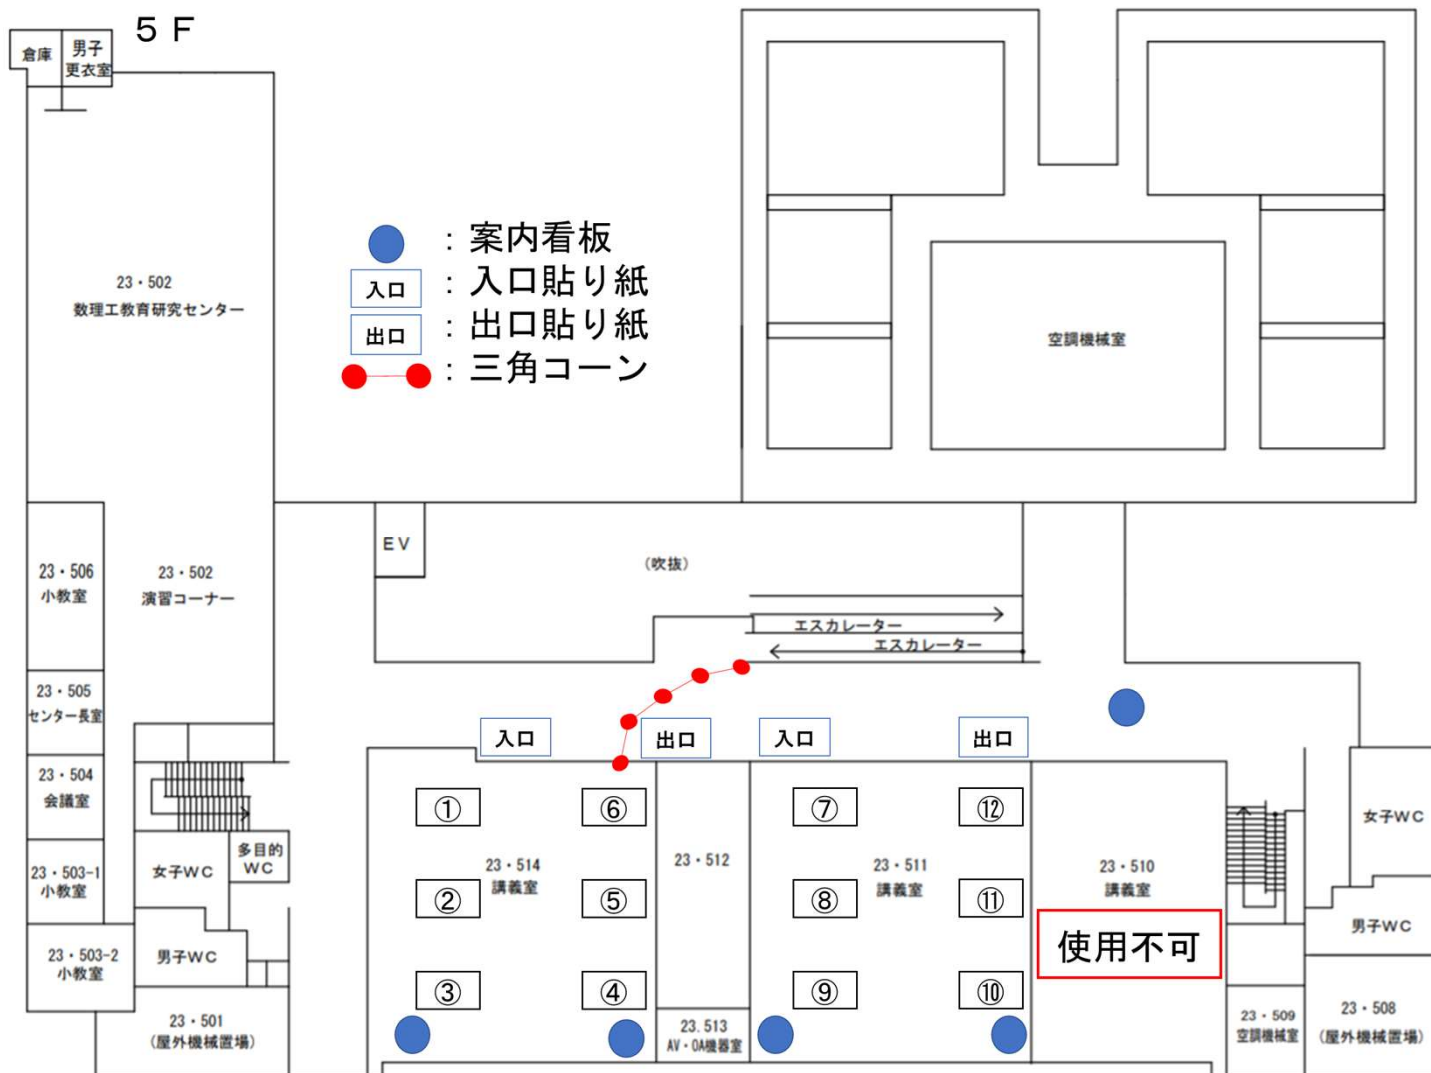 ５Ｆ
倉庫
男子
更衣室
：案内看板
入口
：入口貼り紙
出口
：出口貼り紙
：三角コーン
23・502
数理工教育研究センター
空調機械室
EV
(吹抜)
エスカレーター
エスカレーター
23・506
小教室
23・502
演習コーナー
23・505
センター長室
23・504
会議室
23・503-1
小教室
23・503-2
小教室
女子WC
多目的
WC
男子WC
23・501
(屋外機械置場)
入口
出口
入口
出口
①
⑥
⑦
⑫
23・514
講義室
23・512
23・511
講義室
23・510
講義室
②
⑤
⑧
⑪
使用不可
③
④
⑨
⑩
23.513
AV・OA機器室
女子WC
男子WC
23・509
空調機械室
23・508
(屋外機械置場)